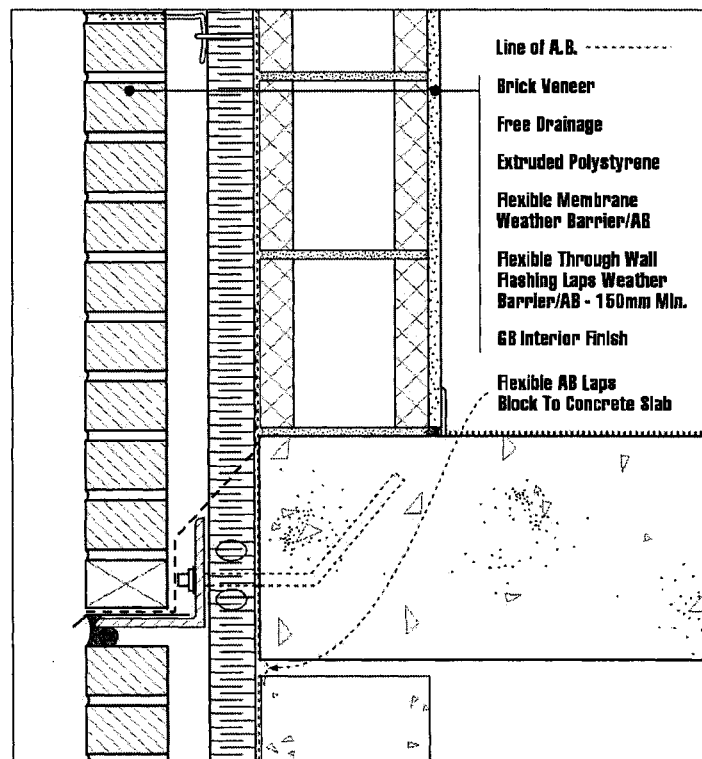 Line of A.B.
Brick Veneer
Free Drainage
Extruded Polystyrene
Flexible Membrane
Weather Barrier/AB
Flexible Through Wall
Flashing Laps Weather
Barrier/AB - 150mm Min.
GB Interior Finish
Flexible AB Laps
Block To Concrete Slab